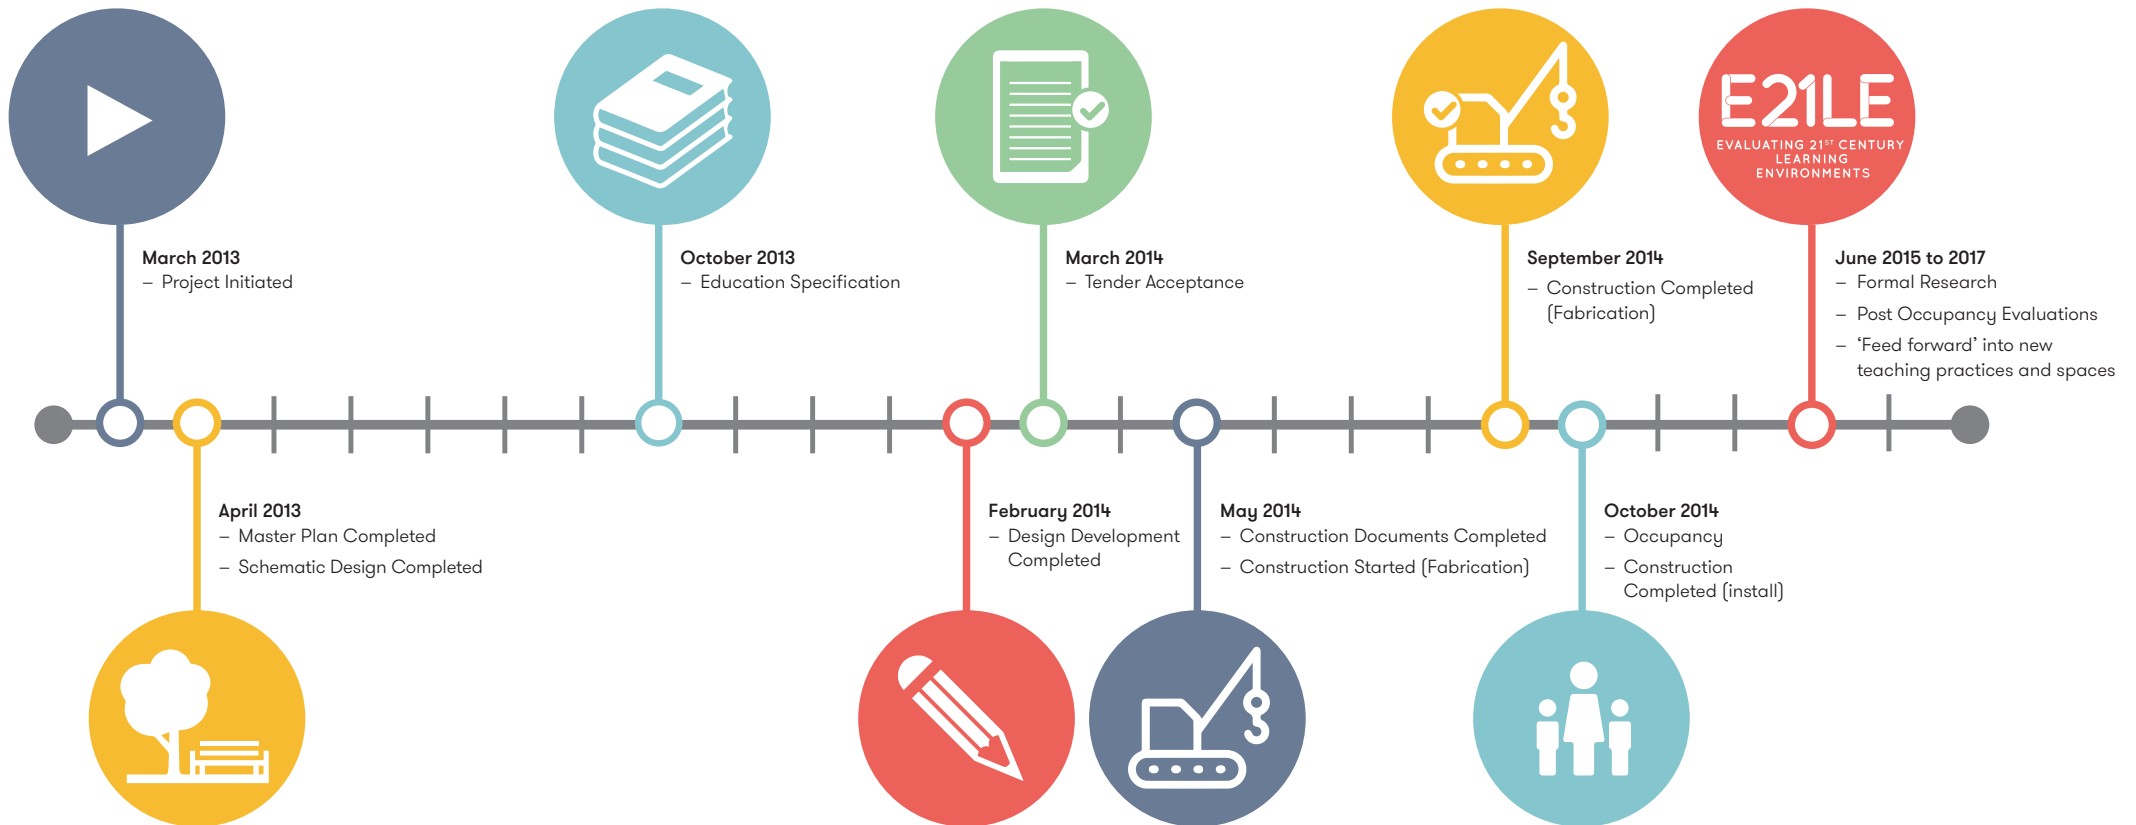 E21LE
EVALUATING 21ST CENTURY
LEARNING
ENVIRONMENTS
March 2013
– Project Initiated
October 2013
– Education Specification
March 2014
– Tender Acceptance
September 2014
– Construction Completed
(Fabrication)
June 2015 to 2017
– Formal Research
– Post Occupancy Evaluations
– ‘Feed forward’ into new
teaching practices and spaces
April 2013
– Master Plan Completed
– Schematic Design Completed
February 2014
– Design Development
Completed
May 2014
– Construction Documents Completed
– Construction Started (Fabrication)
October 2014
– Occupancy
– Construction
Completed (install)